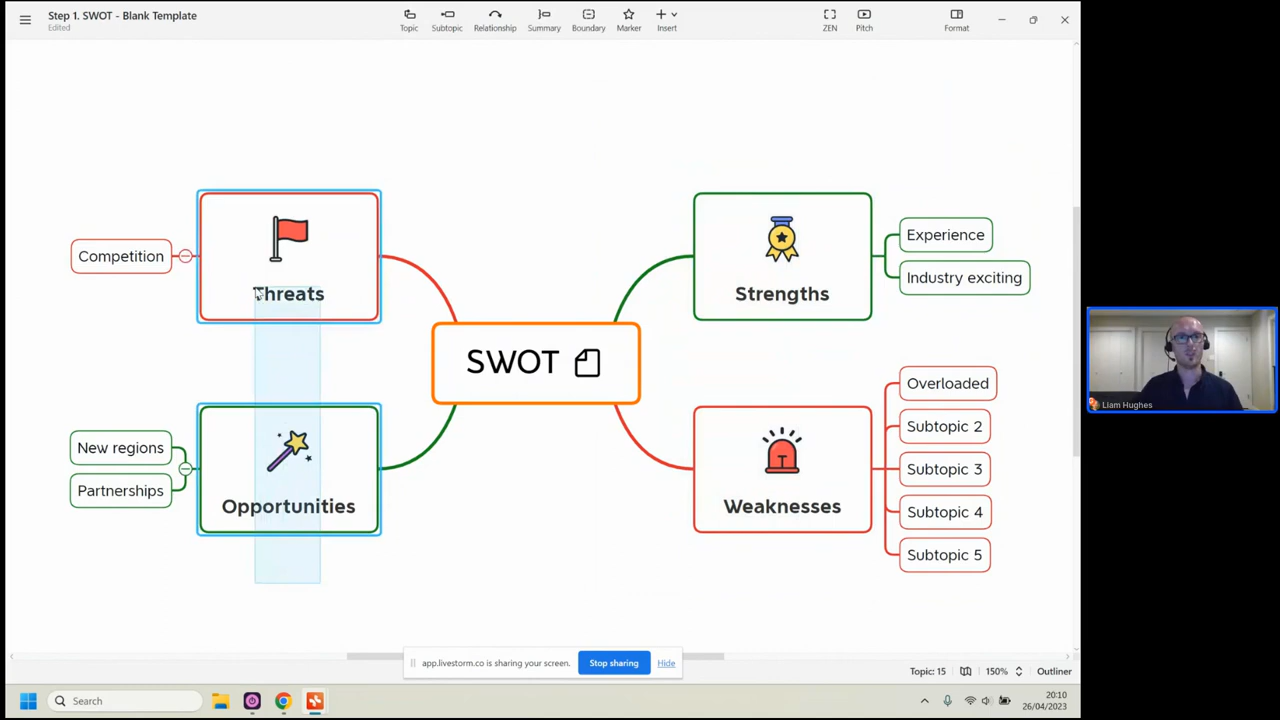 Step 1. SWOT - Blank Template
Edited
Topic
Subtopic
Relationship
Summary
Boundary
Marker
Insert
ZEN
Pitch
Format
Competition
Threats
Strengths
Experience
Industry exciting
SWOT
New regions
Partnerships
Opportunities
Weaknesses
Overloaded
Subtopic 2
Subtopic 3
Subtopic 4
Subtopic 5
Liam Hughes
app.livestorm.co is sharing your screen.
Stop sharing
Hide
Topic: 15
150%
Outliner
Search
20:10
26/04/2023